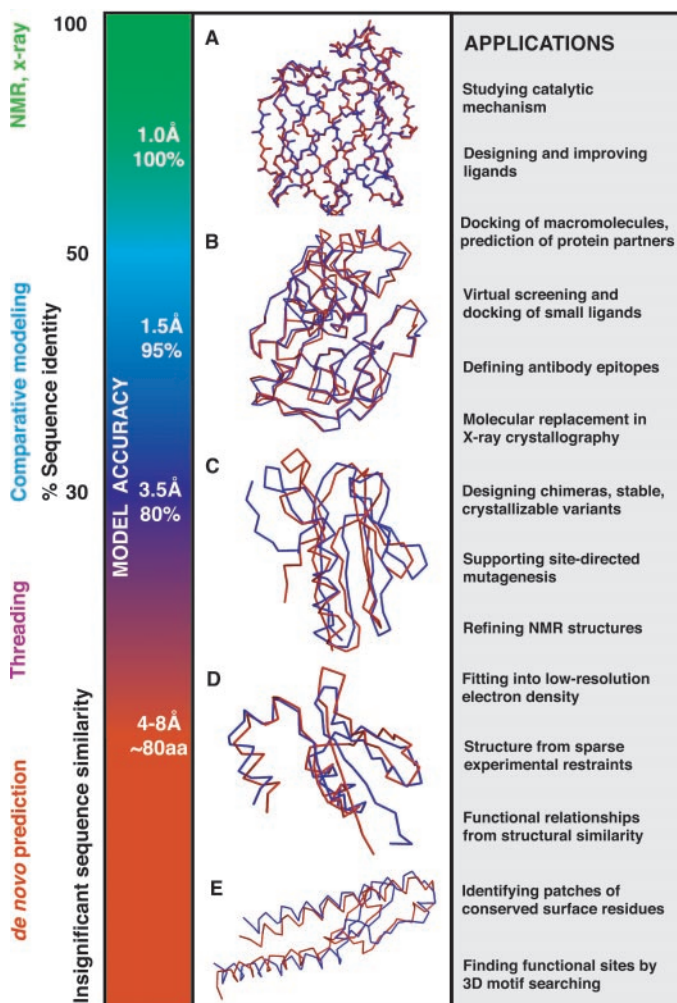 NMR, x-ray
Comparative modeling
Threading
de novo prediction
% Sequence identity
Insignificant sequence similarity
100
50
30
MODEL ACCURACY
1.0Å
100%
1.5Å
95%
3.5Å
80%
4-8Å
~80aa
A
B
C
D
E
APPLICATIONS
Studying catalytic
mechanism
Designing and improving
ligands
Docking of macromolecules,
prediction of protein partners
Virtual screening and
docking of small ligands
Defining antibody epitopes
Molecular replacement in
X-ray crystallography
Designing chimeras, stable,
crystallizable variants
Supporting site-directed
mutagenesis
Refining NMR structures
Fitting into low-resolution
electron density
Structure from sparse
experimental restraints
Functional relationships
from structural similarity
Identifying patches of
conserved surface residues
Finding functional sites by
3D motif searching